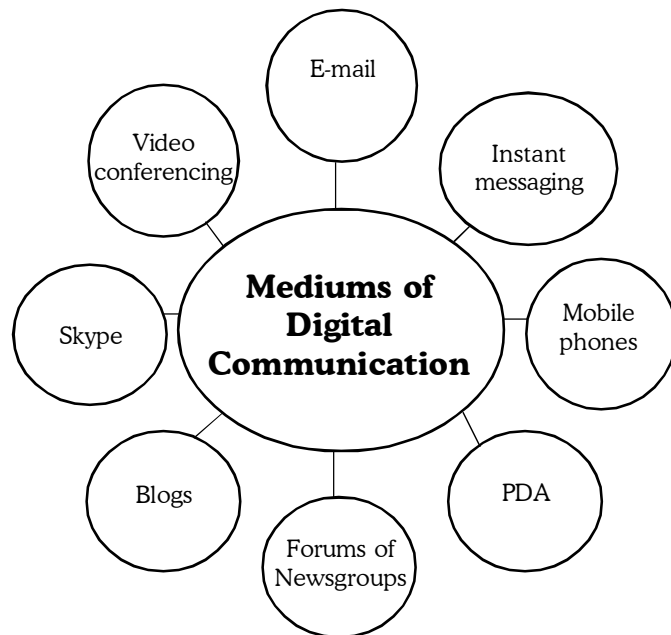 E-mail
Instant
messaging
Mobile
phones
PDA
Forums of
Newsgroups
Blogs
Skype
Video
conferencing
Mediums of
Digital
Communication